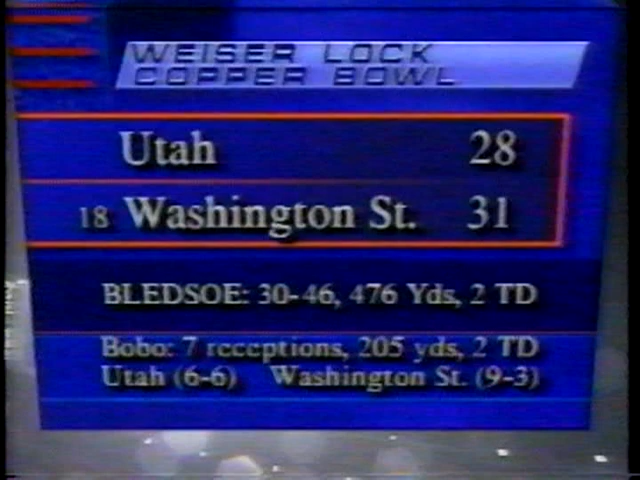 WEISER LOCK
COPPER BOWL
Utah 28
18 Washington St. 31
BLEDSOE: 30-46, 476 Yds, 2 TD
Bobo: 7 receptions, 205 yds, 2 TD
Utah (6-6) Washington St. (9-3)